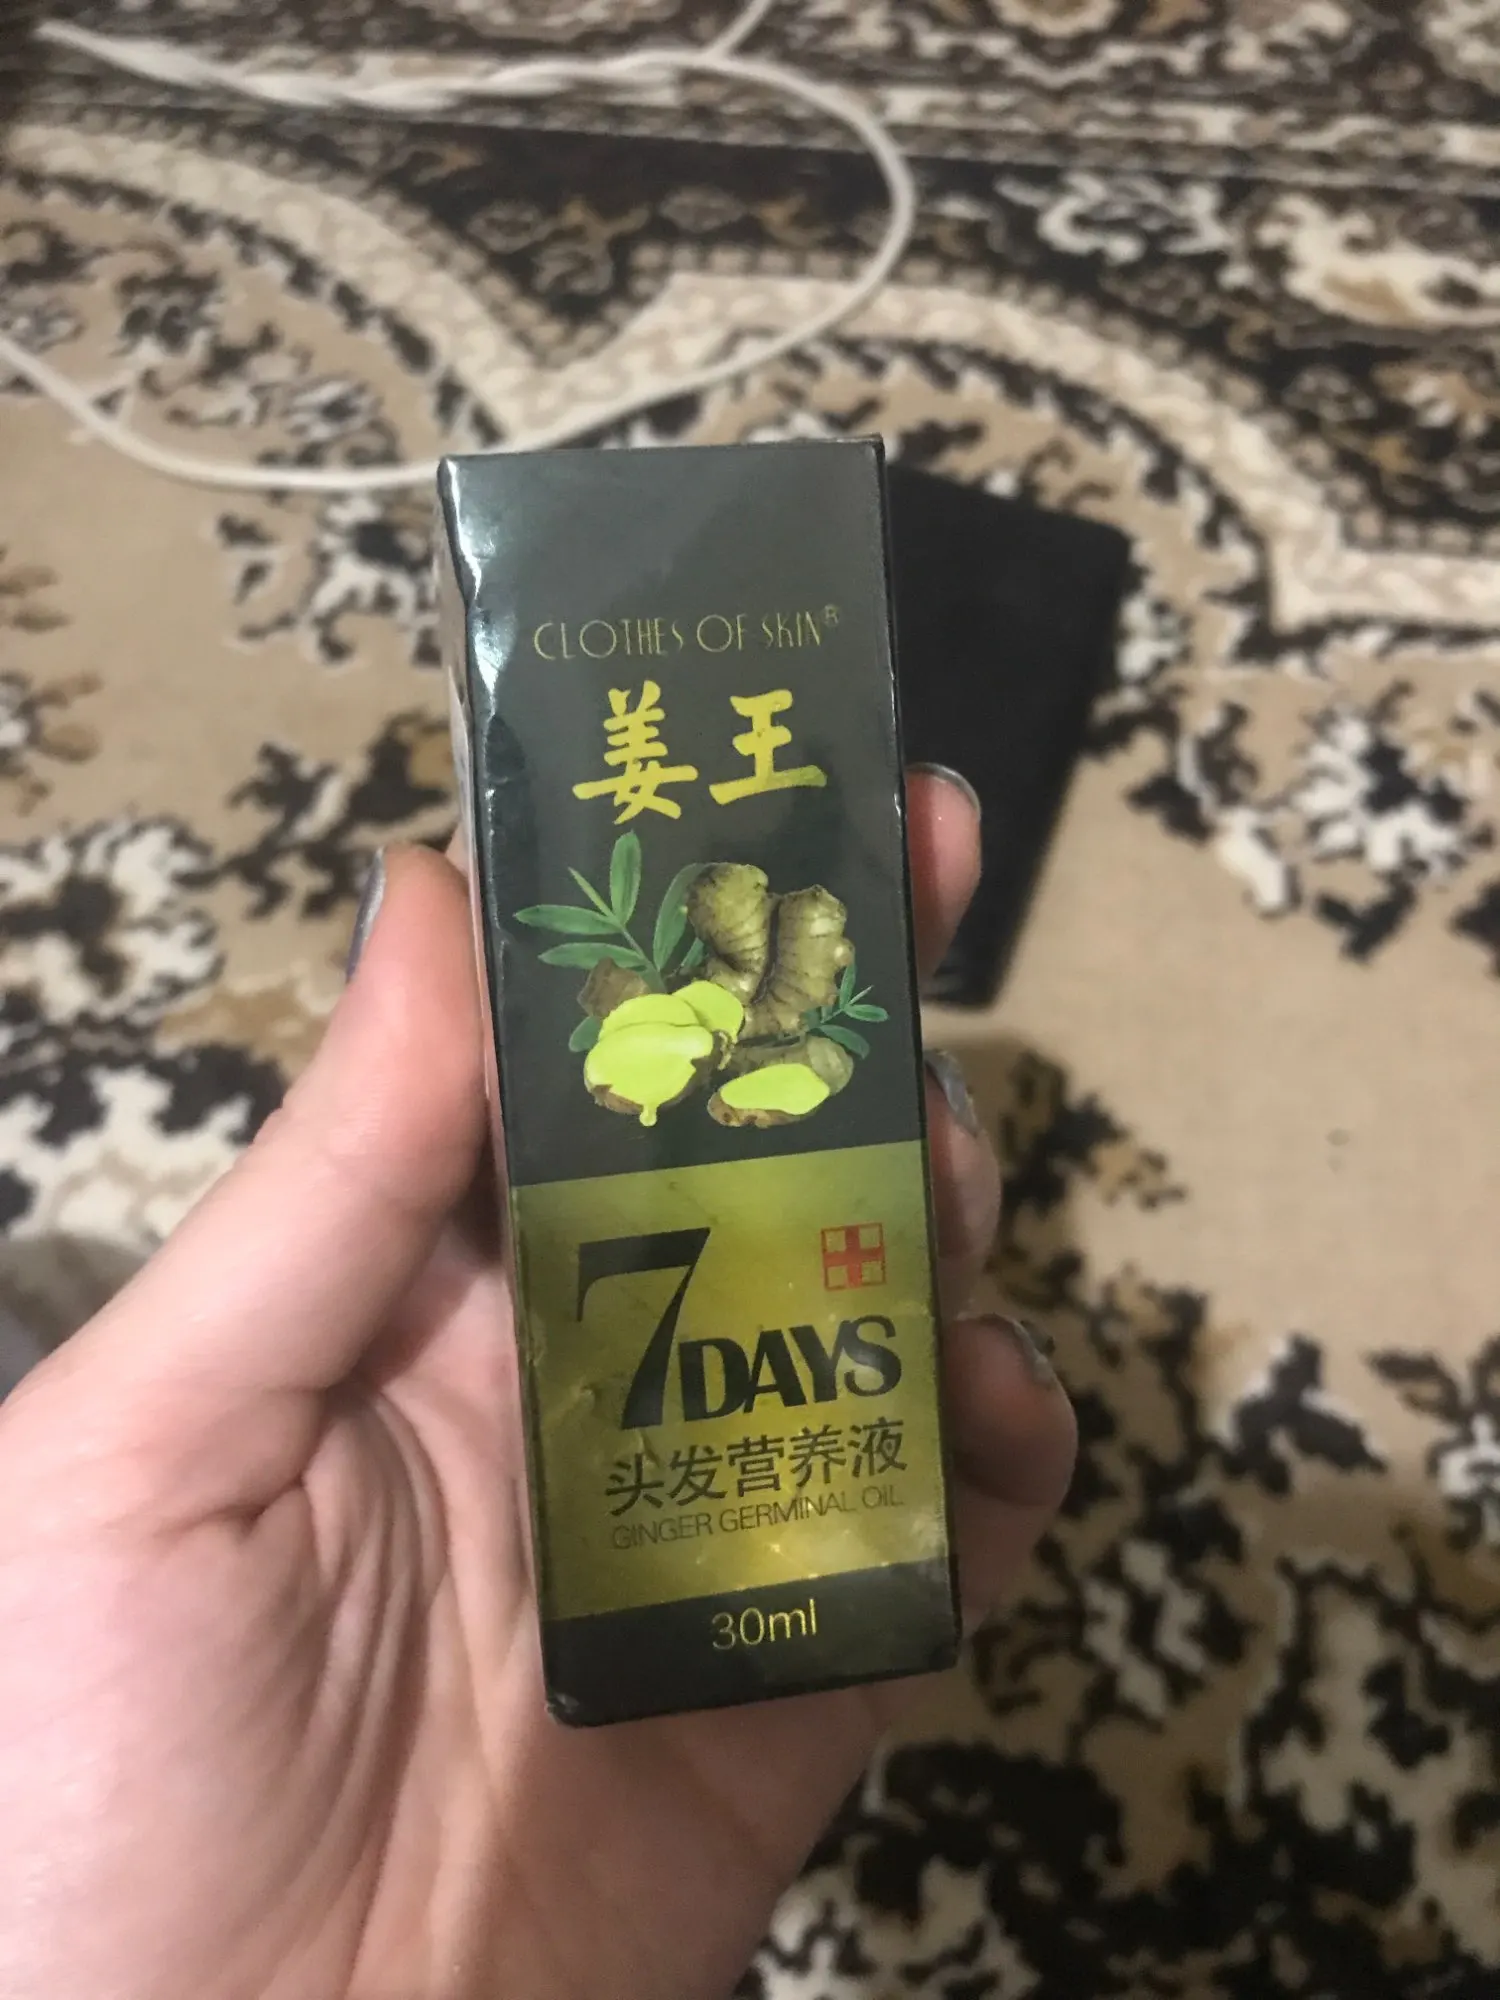 CLOTHES OF SKIN®
姜王
7DAYS
头发营养液
GINGER GERMINAL OIL
30ml